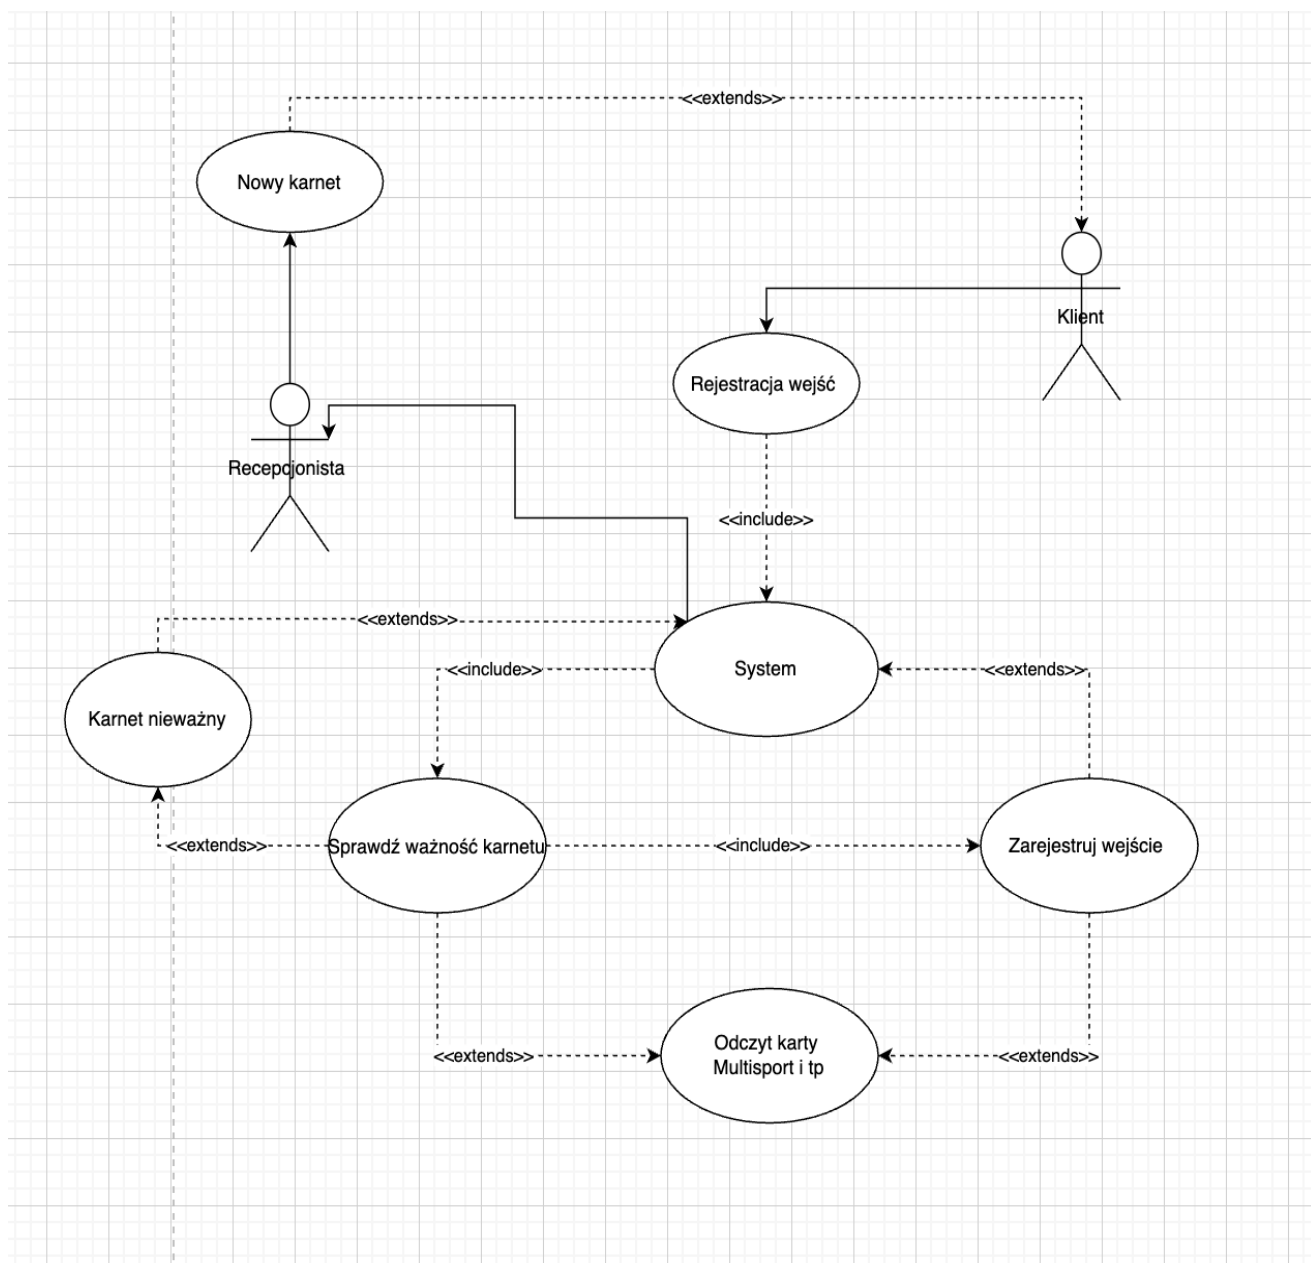 <<extends>>
Nowy karnet
Klient
Rejestracja wejść
Recepcjonista
<<include>>
<<extends>>
System
<<include>>
<<extends>>
Karnet nieważny
<<extends>>
Sprawdź ważność karnetu
<<include>>
Zarejestruj wejście
Odczyt karty
Multisport i tp
<<extends>>
<<extends>>